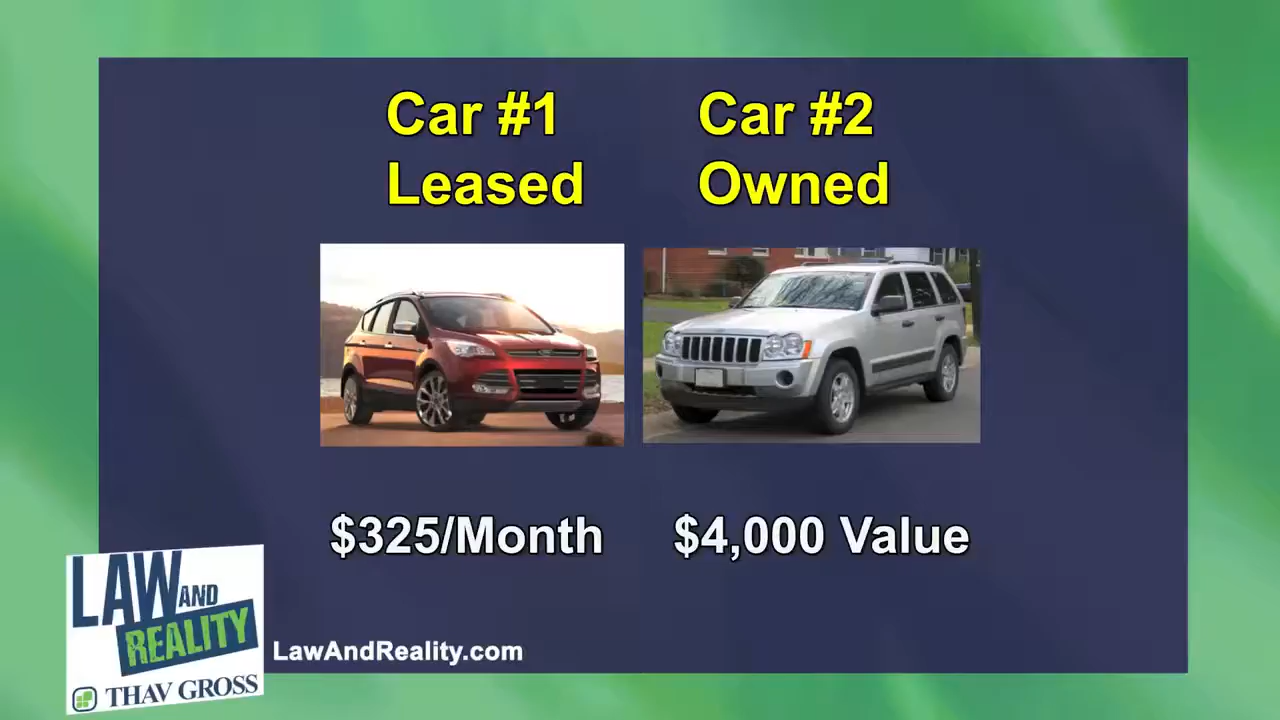 Car #1
Leased
Car #2
Owned
$325/Month
$4,000 Value
LAW AND
REALITY
THAV GROSS
LawAndReality.com